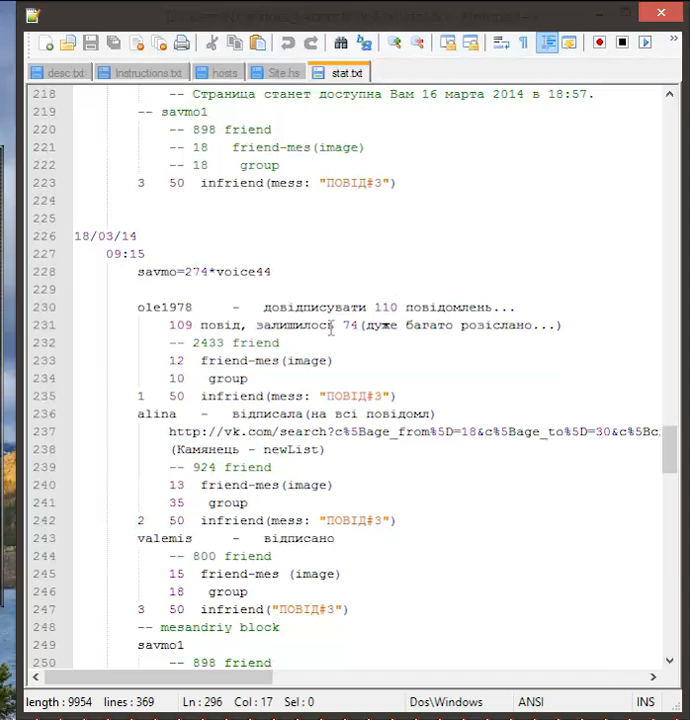 desc.txt Instructions.txt hosts Site.hs stat.txt
218 -- Страница станет доступна Вам 16 марта 2014 в 18:57.
219 -- savmo1
220 -- 898 friend
221 -- 18 friend-mes(image)
222 -- 18 group
223 3 50 infriend(mess: "ПОВІД#3")
224
225
226 18/03/14
227 09:15
228 savmo=274*voice44
229
230 ole1978 - довідписувати 110 повідомлень...
231 109 повід, залишилось 74(дуже багато розіслано...)
232 -- 2433 friend
233 12 friend-mes(image)
234 10 group
235 1 50 infriend(mess: "ПОВІД#3")
236 alina - відписала(на всі повідомл)
237 http://vk.com/search?c%5Bage_from%5D=18&c%5Bage_to%5D=30&c%5Bc
238 (Камянець - newList)
239 -- 924 friend
240 13 friend-mes(image)
241 35 group
242 2 50 infriend(mess: "ПОВІД#3")
243 valemis - відписано
244 -- 800 friend
245 15 friend-mes (image)
246 18 group
247 3 50 infriend("ПОВІД#3")
248 -- mesandriy block
249 savmo1
250 -- 898 friend
length : 9954 lines : 369 Ln : 296 Col : 17 Sel : 0 Dos\Windows ANSI INS